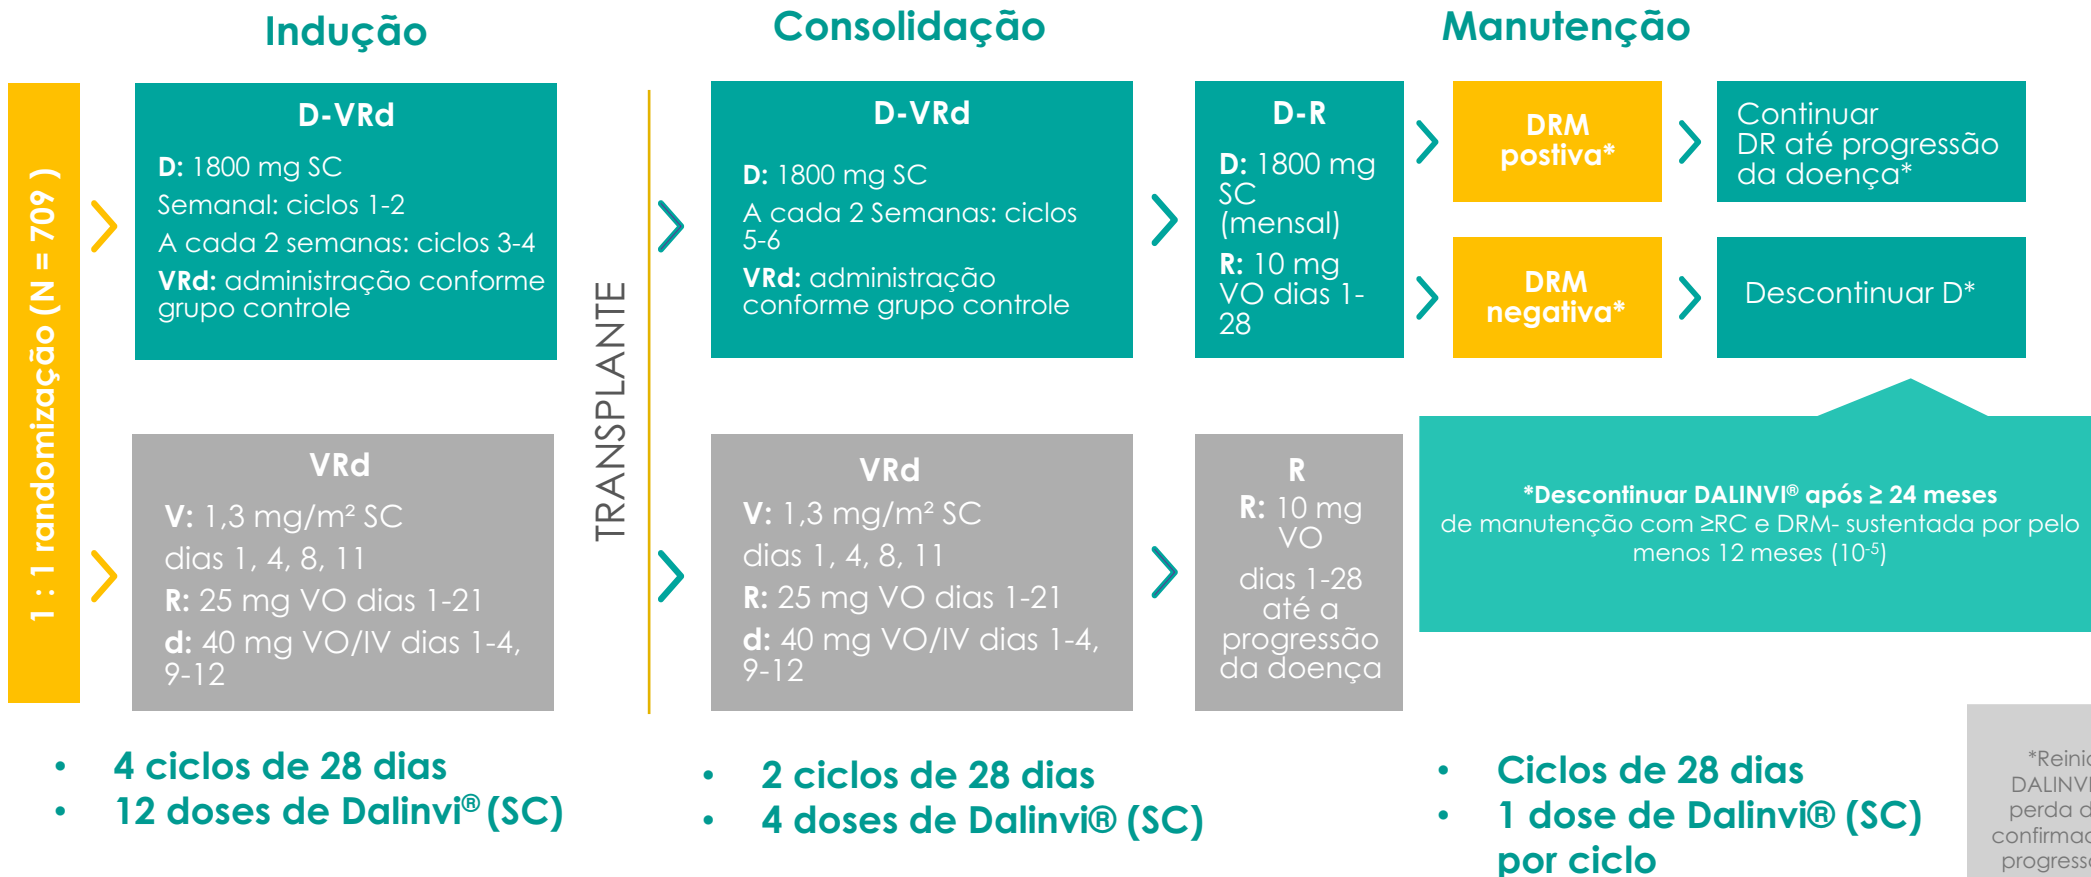 Indução
Consolidação
Manutenção
1 : 1 randomização (N = 709 )
D-VRd
D: 1800 mg SC
Semanal: ciclos 1-2
A cada 2 semanas: ciclos 3-4
VRd: administração conforme
grupo controle
VRd
V: 1,3 mg/m² SC
dias 1, 4, 8, 11
R: 25 mg VO dias 1-21
d: 40 mg VO/IV dias 1-4,
9-12
TRANSPLANTE
D-VRd
D: 1800 mg SC
A cada 2 Semanas: ciclos
5-6
VRd: administração
conforme grupo controle
VRd
V: 1,3 mg/m² SC
dias 1, 4, 8, 11
R: 25 mg VO dias 1-21
d: 40 mg VO/IV dias 1-4,
9-12
D-R
D: 1800 mg
SC
(mensal)
R: 10 mg
VO dias 1-
28
R
R: 10 mg
VO
dias 1-28
até a
progressão
da doença
DRM
postiva*
Continuar
DR até progressão
da doença*
DRM
negativa*
Descontinuar D*
*Descontinuar DALINVI® após ≥ 24 meses
de manutenção com ≥RC e DRM- sustentada por pelo
menos 12 meses (10⁻⁵)
• 4 ciclos de 28 dias
• 12 doses de Dalinvi® (SC)
• 2 ciclos de 28 dias
• 4 doses de Dalinvi® (SC)
• Ciclos de 28 dias
• 1 dose de Dalinvi® (SC)
por ciclo
DALINVI
perda